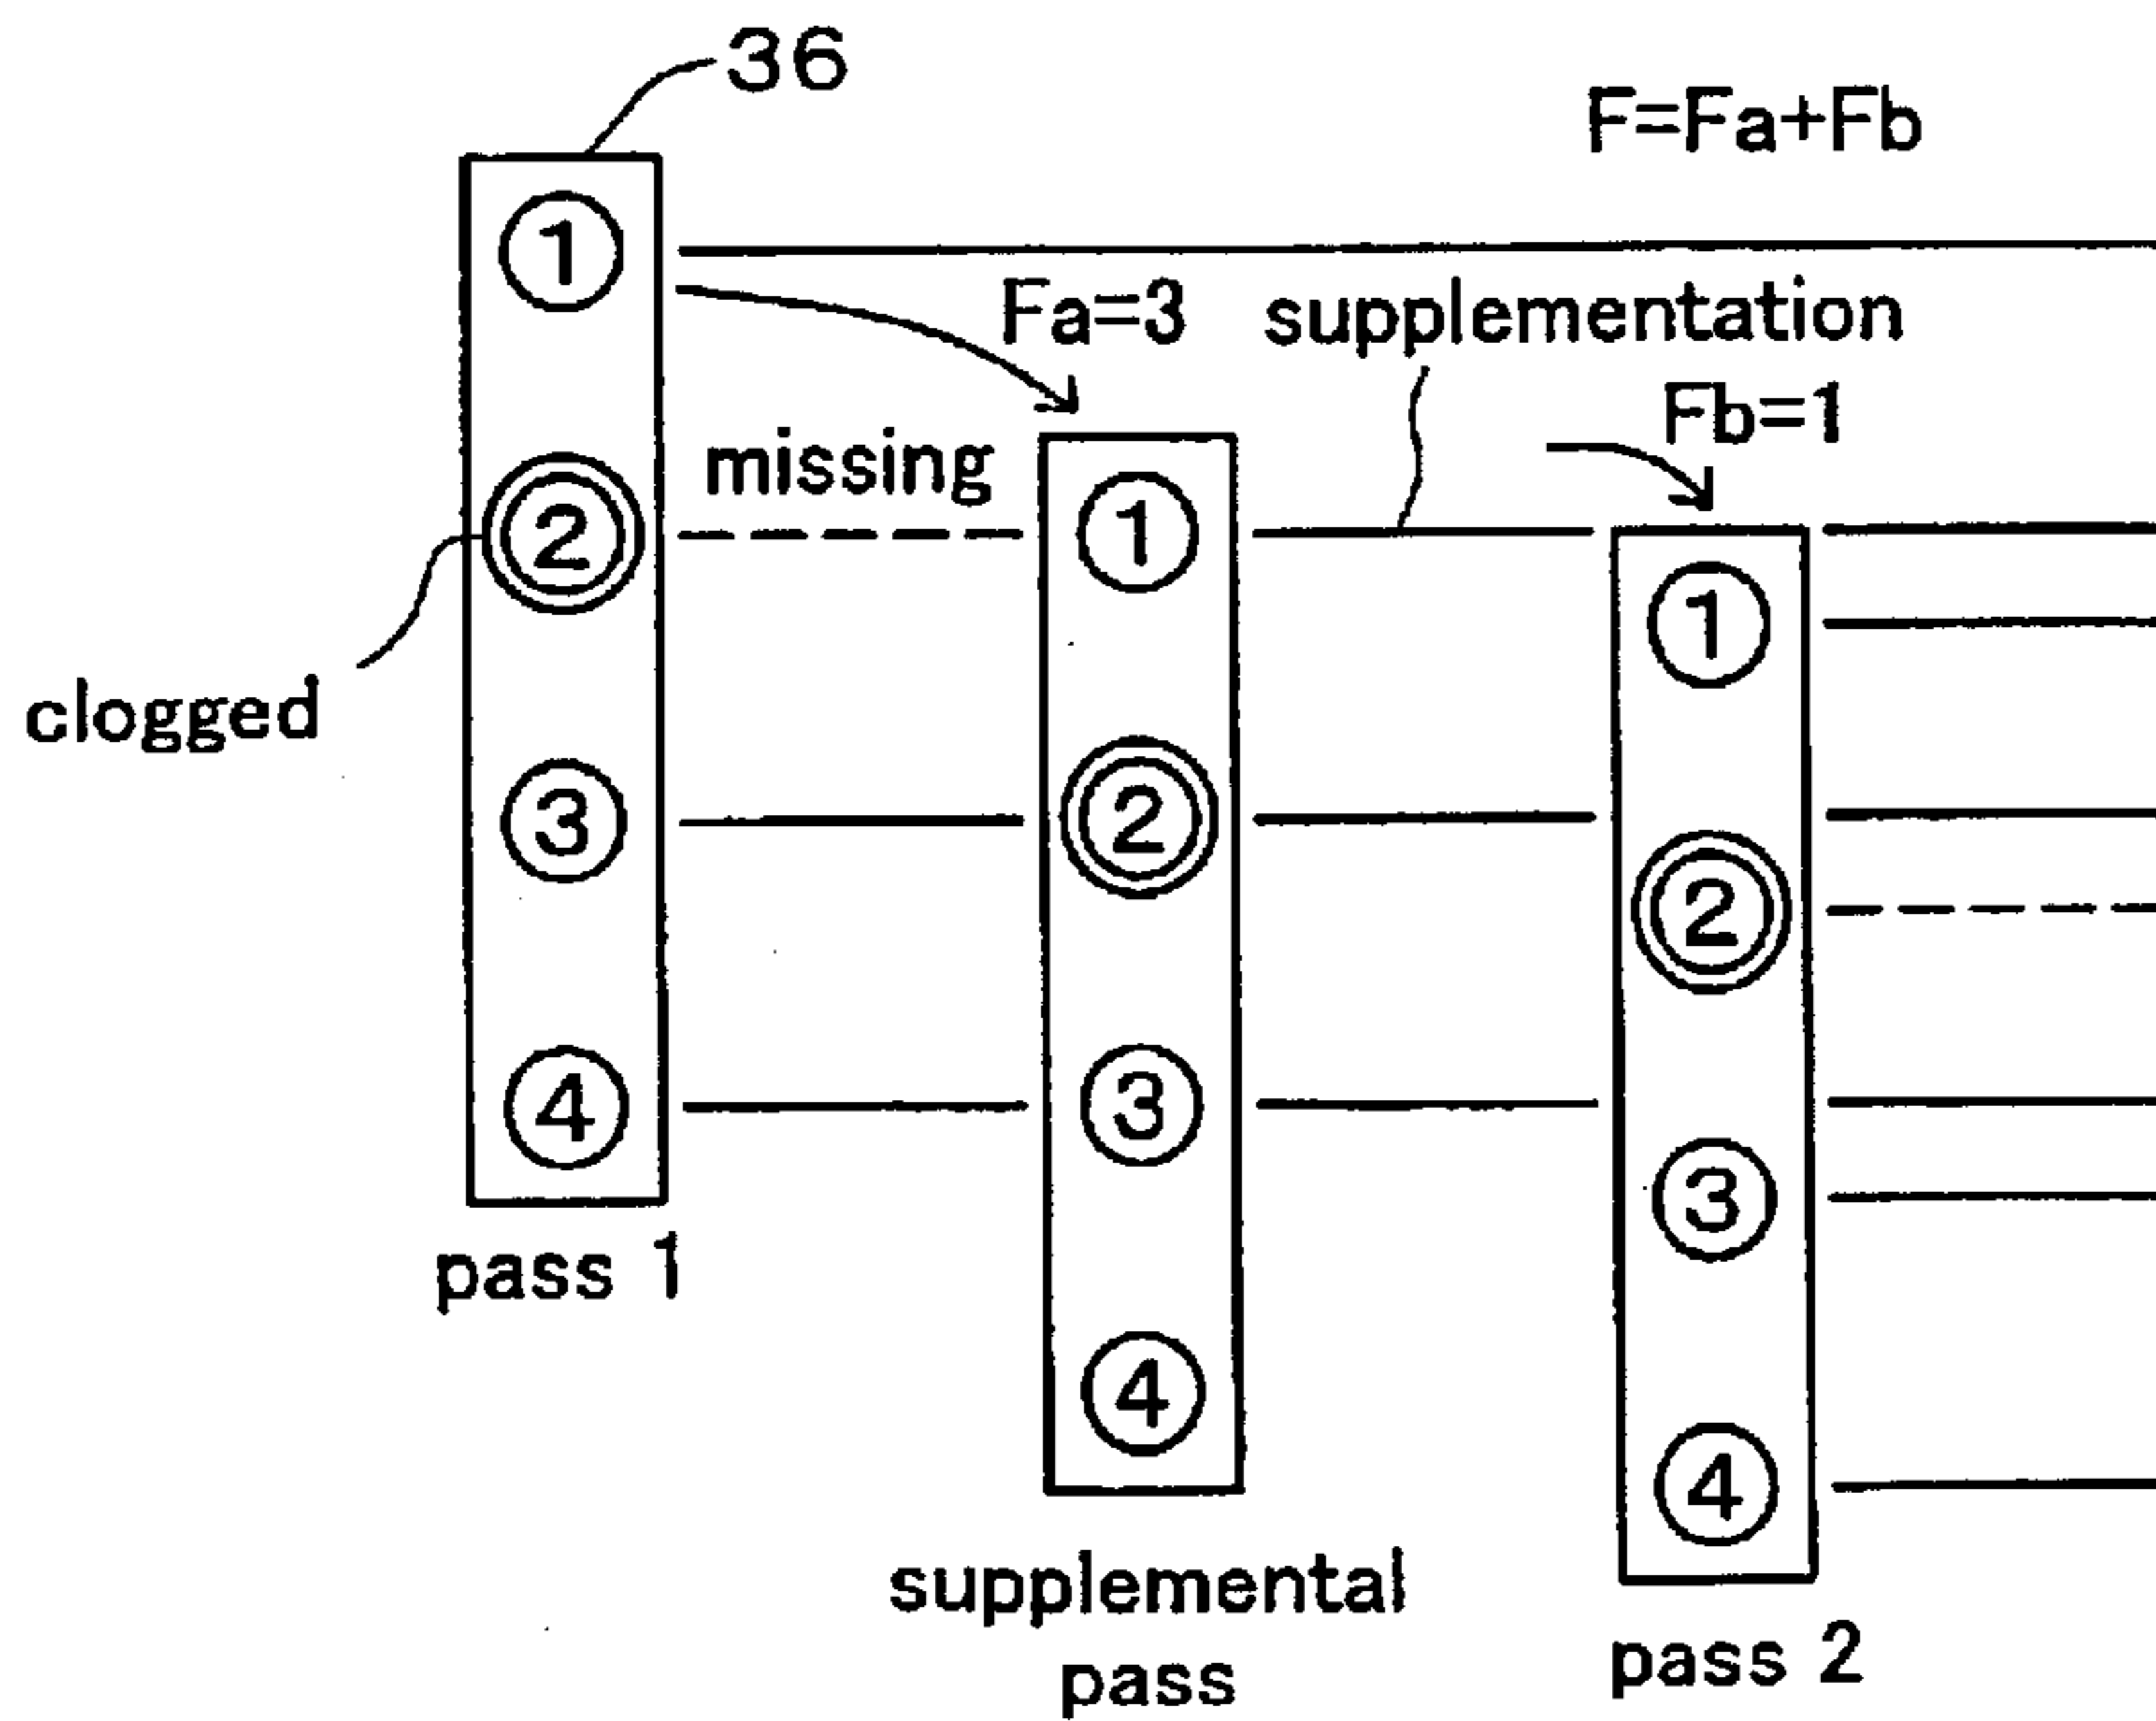 36
F=Fa+Fb
①
Fa=3
supplementation
Fb=1
missing
②
①
①
clogged
③
②
②
④
③
③
④
④
pass 1
supplemental
pass
pass 2